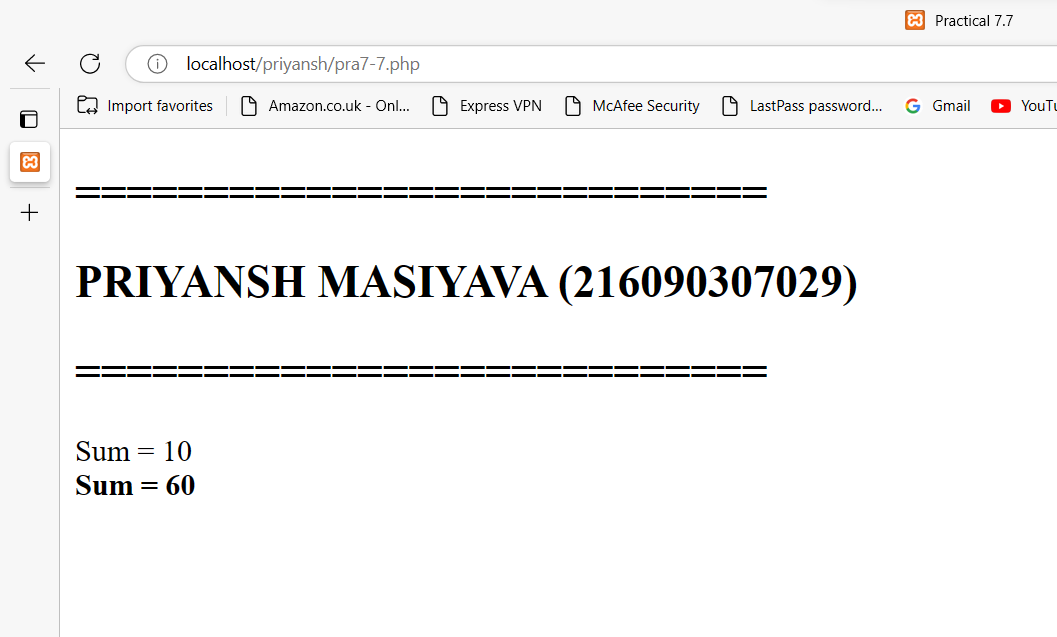 Practical 7.7
localhost/priyansh/pra7-7.php
Import favorites Amazon.co.uk - Onl... Express VPN McAfee Security LastPass password... Gmail YouTu
===========================
PRIYANSH MASIYAVA (216090307029)
===========================
Sum = 10
Sum = 60